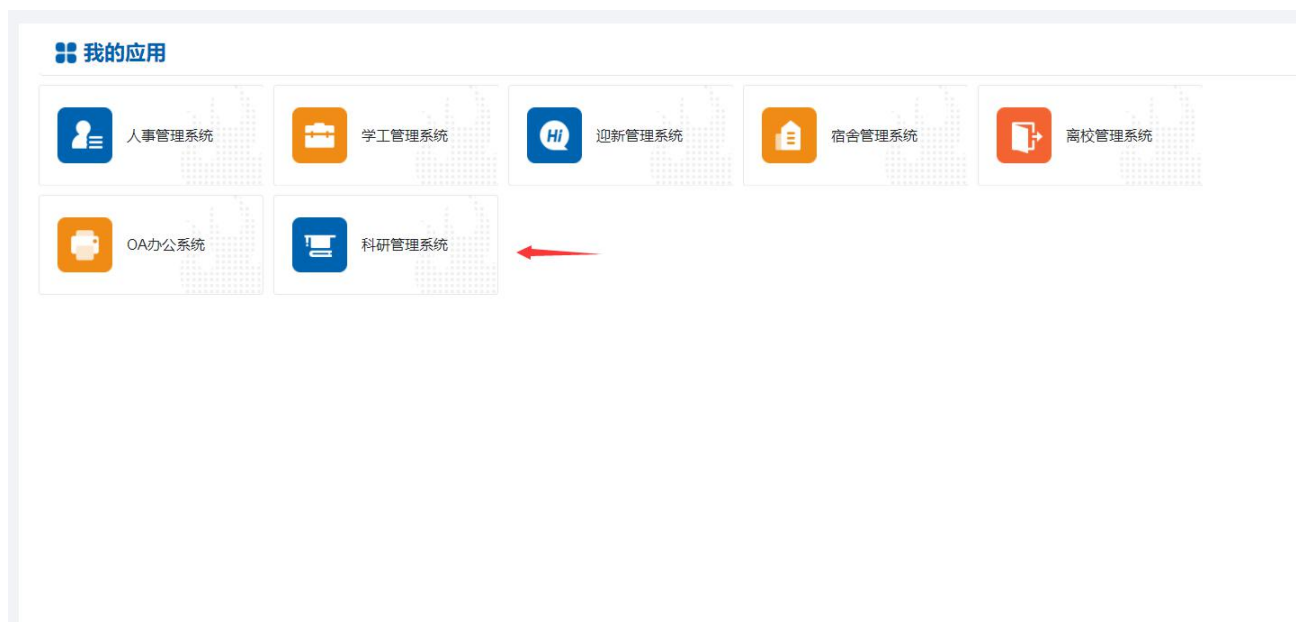 我的应用
人事管理系统
学工管理系统
Hi
迎新管理系统
宿舍管理系统
离校管理系统
OA办公系统
科研管理系统